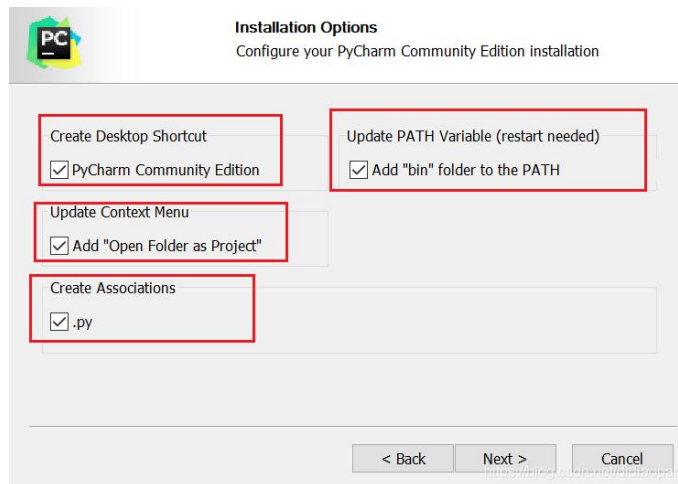 PC
Installation Options
Configure your PyCharm Community Edition installation
Create Desktop Shortcut
PyCharm Community Edition
Update PATH Variable (restart needed)
Add "bin" folder to the PATH
Update Context Menu
Add "Open Folder as Project"
Create Associations
.py
< Back
Next >
Cancel